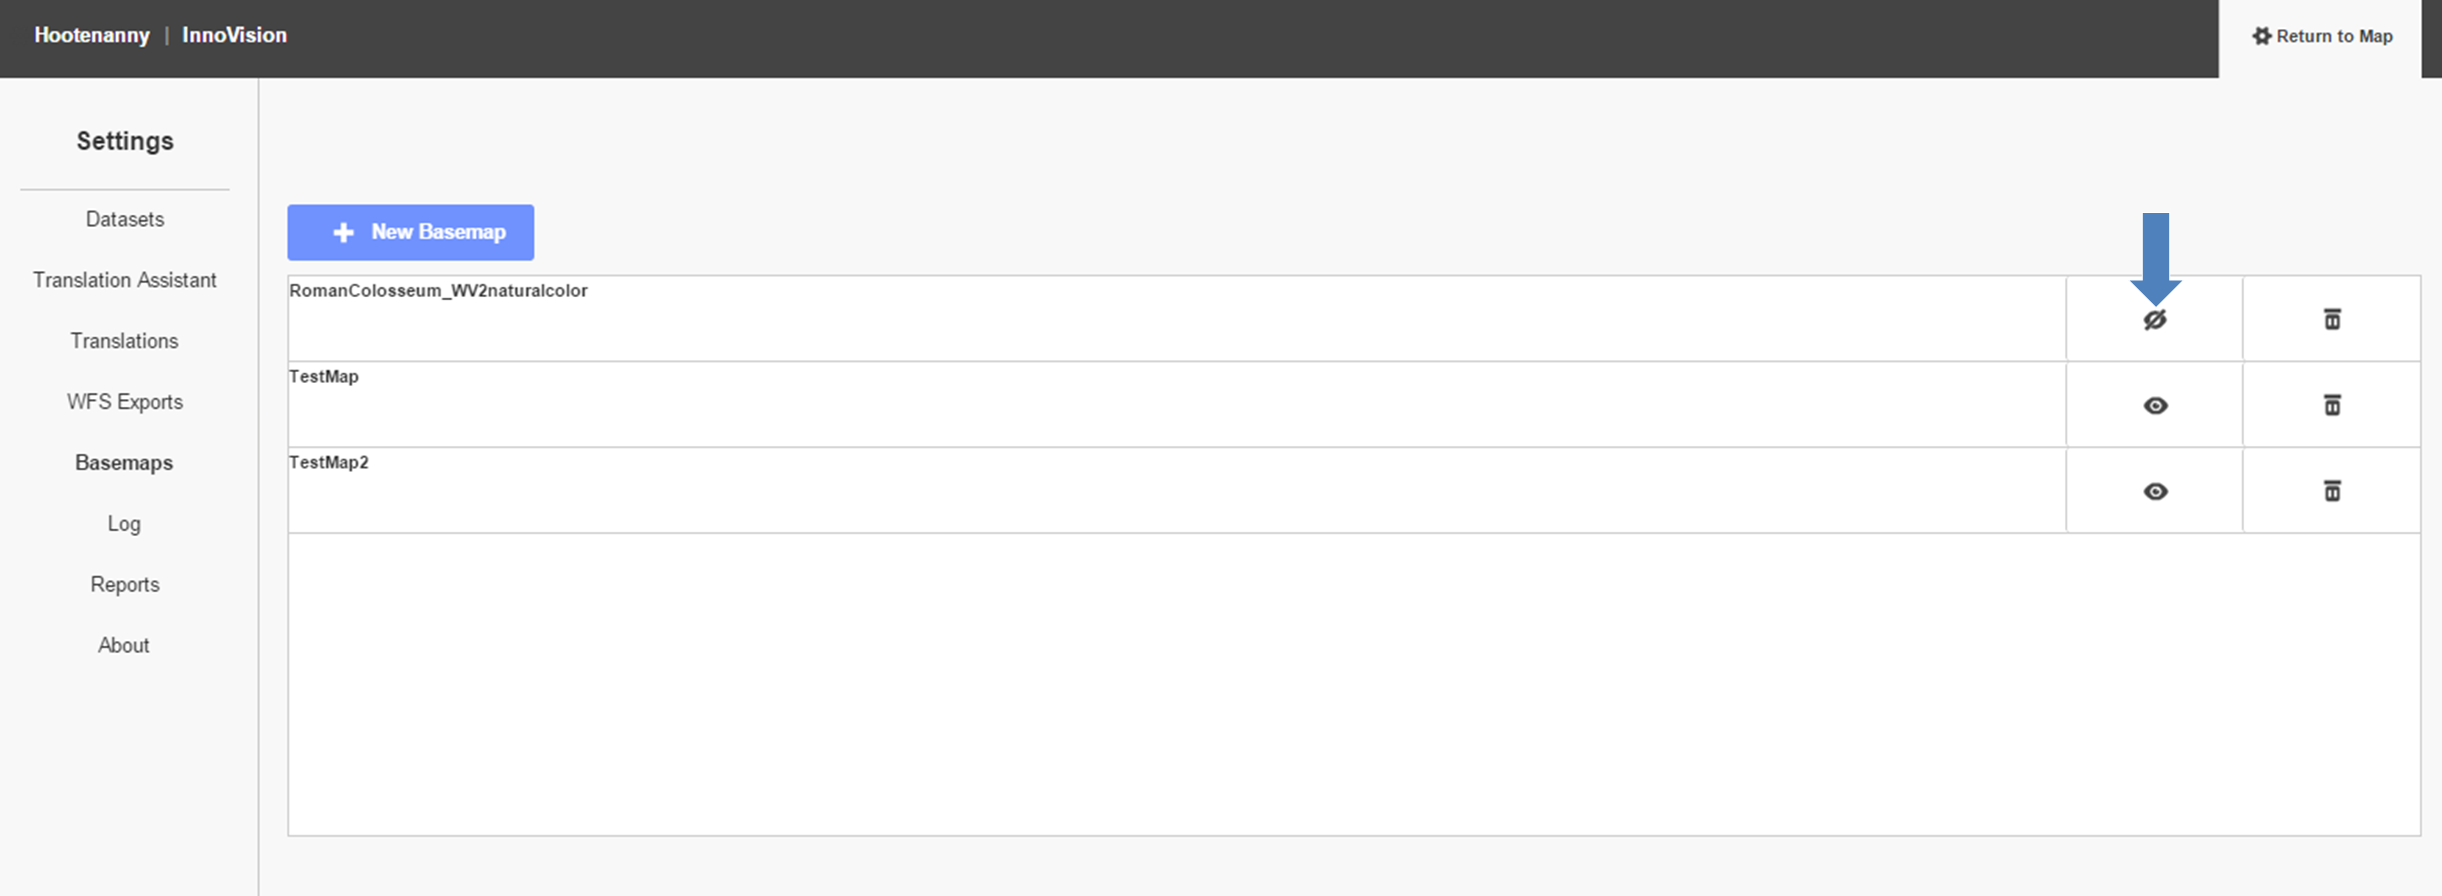 Hootenanny | InnoVision
Return to Map
Settings
Datasets
Translation Assistant
Translations
WFS Exports
Basemaps
Log
Reports
About
New Basemap
RomanColosseum_WV2naturalcolor
TestMap
TestMap2